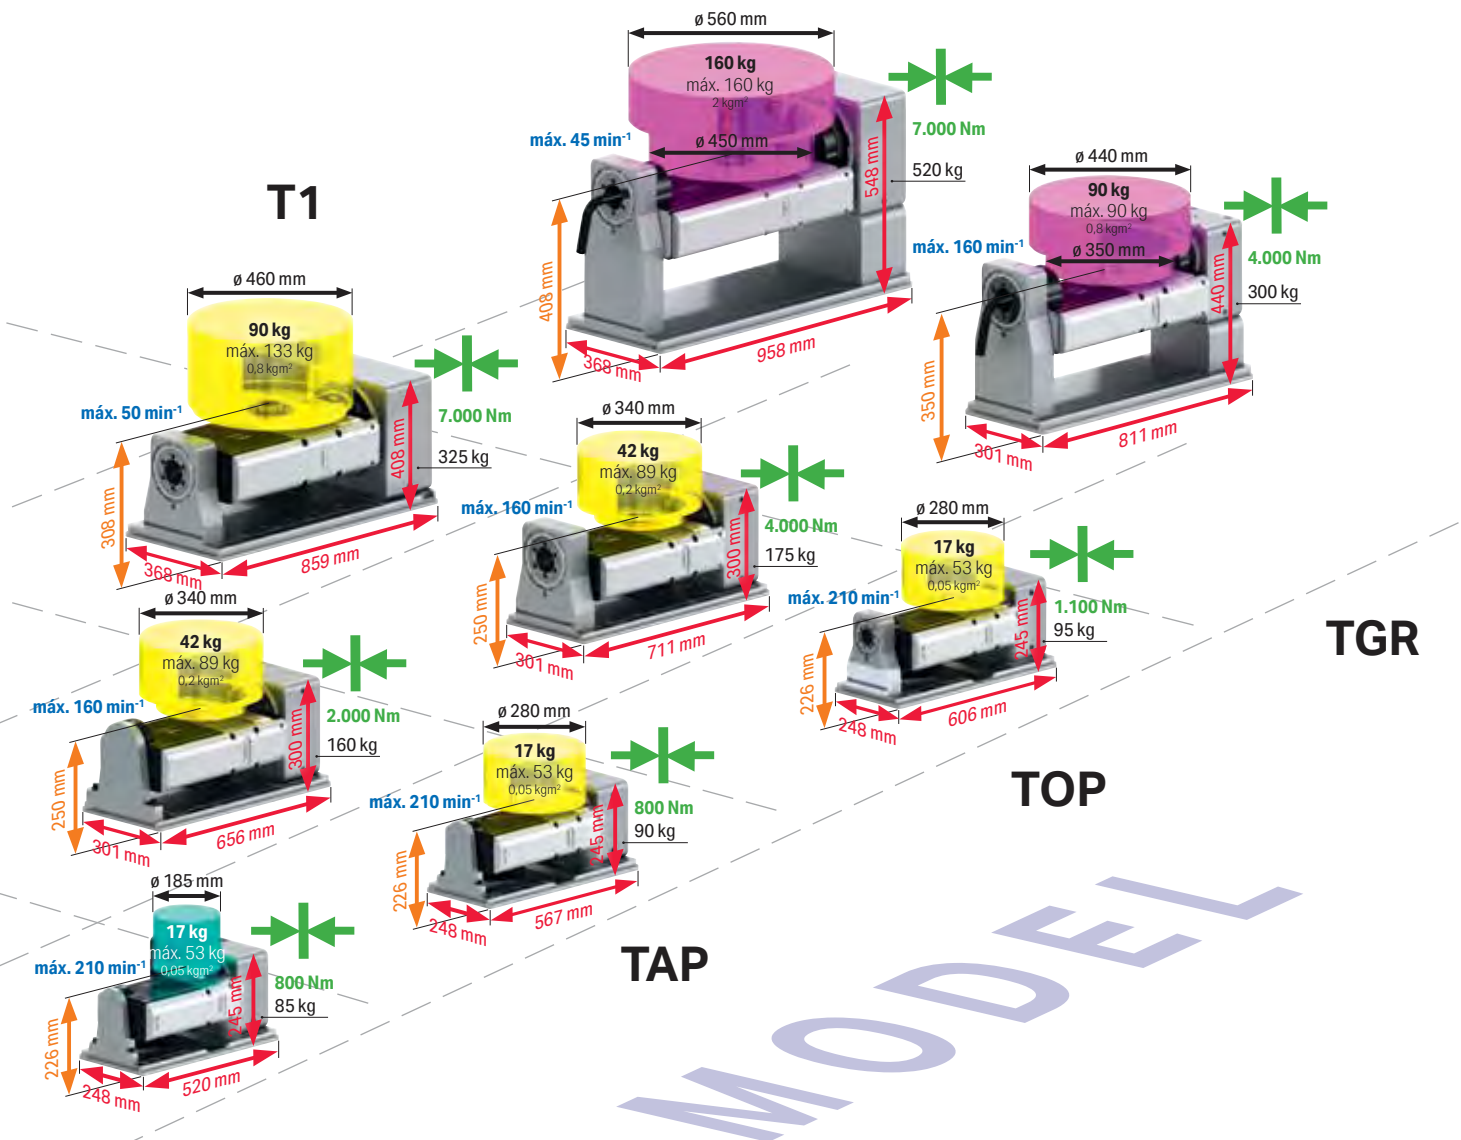 ø 560 mm
160 kg
máx. 160 kg
2 kgm²
ø 450 mm
máx. 45 min⁻¹
7.000 Nm
548 mm
520 kg
408 mm
368 mm
958 mm
ø 440 mm
90 kg
máx. 90 kg
0,8 kgm²
ø 350 mm
máx. 160 min⁻¹
4.000 Nm
440 mm
300 kg
350 mm
301 mm
811 mm
T1
ø 460 mm
90 kg
máx. 133 kg
0,8 kgm²
máx. 50 min⁻¹
7.000 Nm
408 mm
325 kg
308 mm
368 mm
859 mm
ø 340 mm
42 kg
máx. 89 kg
0,2 kgm²
máx. 160 min⁻¹
4.000 Nm
300 mm
175 kg
250 mm
301 mm
711 mm
ø 280 mm
17 kg
máx. 53 kg
0,05 kgm²
máx. 210 min⁻¹
1.100 Nm
245 mm
95 kg
226 mm
248 mm
606 mm
TGR
ø 340 mm
42 kg
máx. 89 kg
0,2 kgm²
máx. 160 min⁻¹
2.000 Nm
300 mm
160 kg
250 mm
301 mm
656 mm
ø 280 mm
17 kg
máx. 53 kg
0,05 kgm²
máx. 210 min⁻¹
800 Nm
245 mm
90 kg
226 mm
248 mm
567 mm
TOP
ø 185 mm
17 kg
máx. 53 kg
0,05 kgm²
máx. 210 min⁻¹
800 Nm
245 mm
85 kg
226 mm
248 mm
520 mm
TAP
MODEL